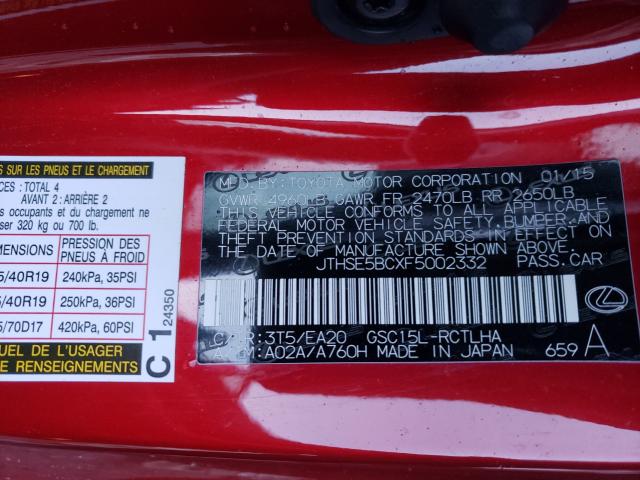 SUR LES PNEUS ET LE CHARGEMENT
CES : TOTAL 4
AVANT 2 : ARRIÈRE 2
s occupants et du chargement ne
ser 320 kg ou 700 lb.
MENSIONS PRESSION DES PNEUS À FROID
5/40R19 240kPa, 35PSI
5/40R19 250kPa, 36PSI
5/70D17 420kPa, 60PSI
UEL DE L'USAGER
DE RENSEIGNEMENTS
C 1 24350
MFD. BY: TOYOTA MOTOR CORPORATION 01/15
GVWR 4960LB GAWR FR 2470LB RR 2650LB
THIS VEHICLE CONFORMS TO ALL APPLICABLE
FEDERAL MOTOR VEHICLE SAFETY, BUMPER, AND
THEFT PREVENTION STANDARDS IN EFFECT ON
THE DATE OF MANUFACTURE SHOWN ABOVE.
JTHSE5BCXF5002332 PASS.CAR
LEXUS
C/TR: 3T5/EA20 GSC15L-RCTLHA
A/TM: A02A/A760H MADE IN JAPAN 659 A